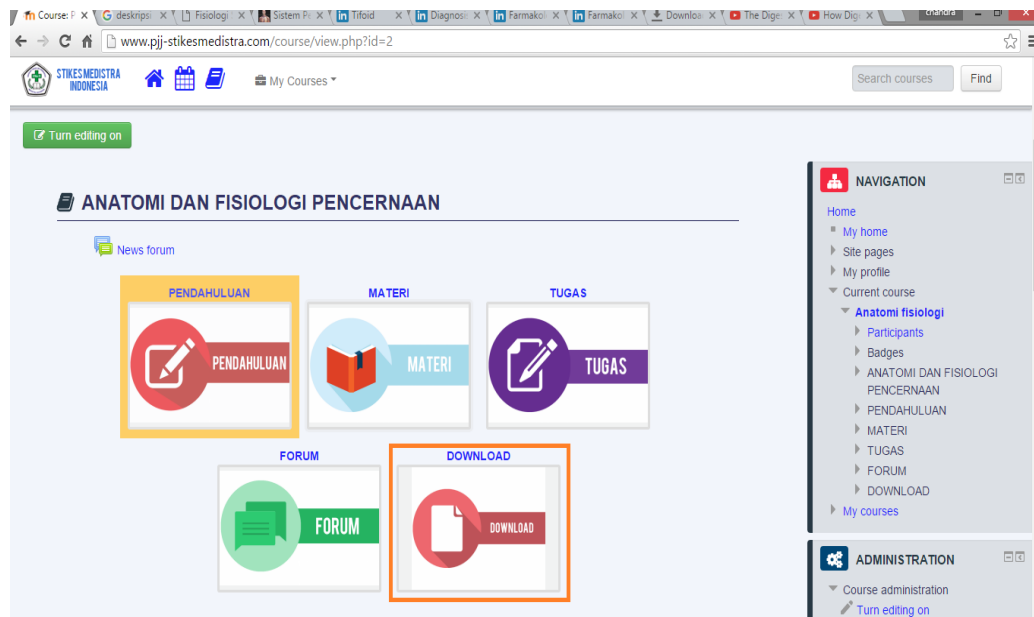 Course: P
deskripsi
Fisiologi
Sistem P
Tifoid
Diagnosa
Farmakol
Farmakol
Download
The Diges
How Dig
chandra
www.pjj-stikesmedistra.com/course/view.php?id=2
STIKES MEDISTRA
INDONESIA
My Courses
Search courses
Find
Turn editing on
ANATOMI DAN FISIOLOGI PENCERNAAN
News forum
PENDAHULUAN
MATERI
TUGAS
PENDAHULUAN
MATERI
TUGAS
FORUM
DOWNLOAD
FORUM
DOWNLOAD
NAVIGATION
Home
My home
Site pages
My profile
Current course
Anatomi fisiologi
Participants
Badges
ANATOMI DAN FISIOLOGI
PENCERNAAN
PENDAHULUAN
MATERI
TUGAS
FORUM
DOWNLOAD
My courses
ADMINISTRATION
Course administration
Turn editing on